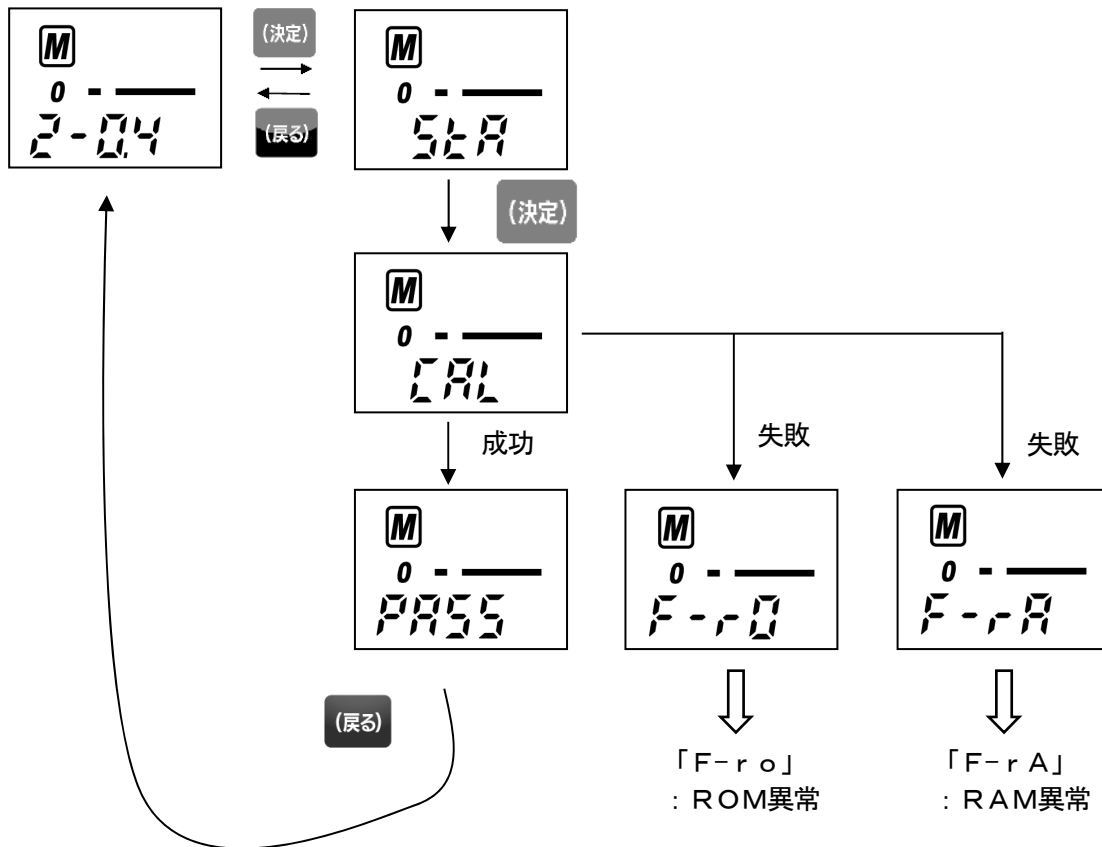 M
0
2-0.4
(決定)
(戻る)
M
0
StA
(決定)
M
0
CAL
成功
失敗
失敗
M
0
PASS
M
0
F-rO
M
0
F-rA
(戻る)
「F-ro」
: ROM異常
「F-rA」
: RAM異常